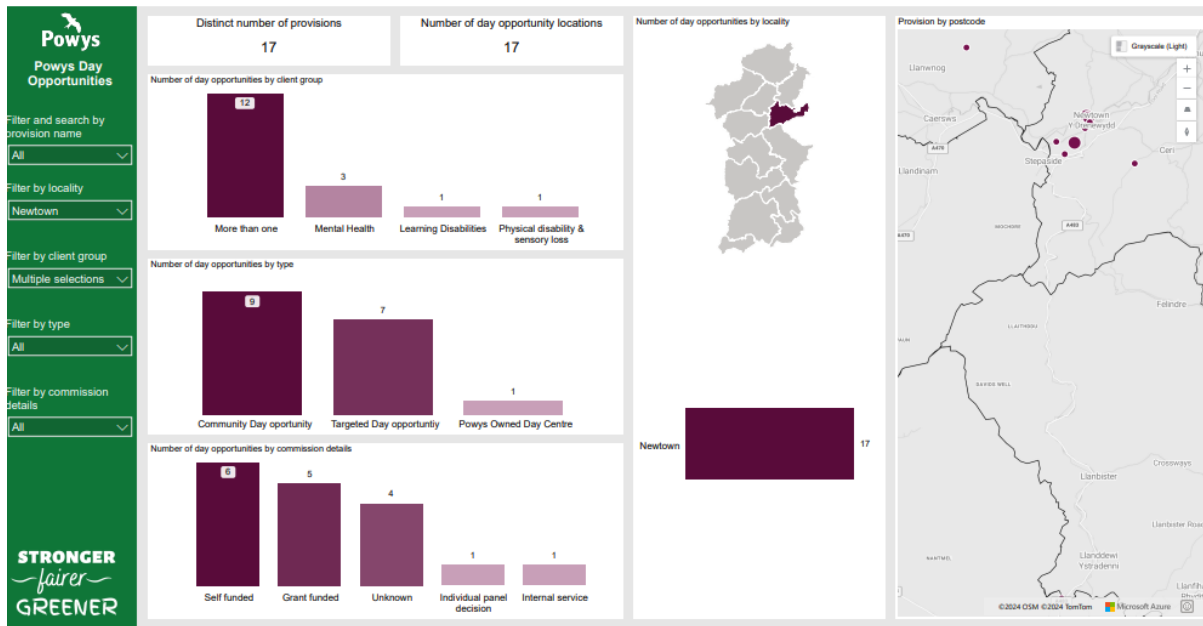 Powys
Powys Day
Opportunities
Filter and search by
provision name
All
Filter by locality
Newtown
Filter by client group
Multiple selections
Filter by type
All
Filter by commission
details
All
STRONGER
fairer
GREENER
Distinct number of provisions
17
Number of day opportunity locations
17
Number of day opportunities by client group
12
3
1
1
More than one
Mental Health
Learning Disabilities
Physical disability &
sensory loss
Number of day opportunities by type
9
7
1
Community Day oportunity
Targeted Day opportuntiy
Powys Owned Day Centre
Number of day opportunities by commission details
6
5
4
1
1
Self funded
Grant funded
Unknown
Individual panel
decision
Internal service
Number of day opportunities by locality
Newtown
17
Provision by postcode
Grayscale (Light)
Llanwnog
Caersws
Newtown
Y Drenewydd
A470
Stepaside
Ceri
Llandinam
A470
A483
Felindre
DAVIDS WELL
Crossways
Llanbister
Llanbister Road
NANTMEL
Llanddewi
Ystradenni
©2024 OSM ©2024 TomTom
Microsoft Azure